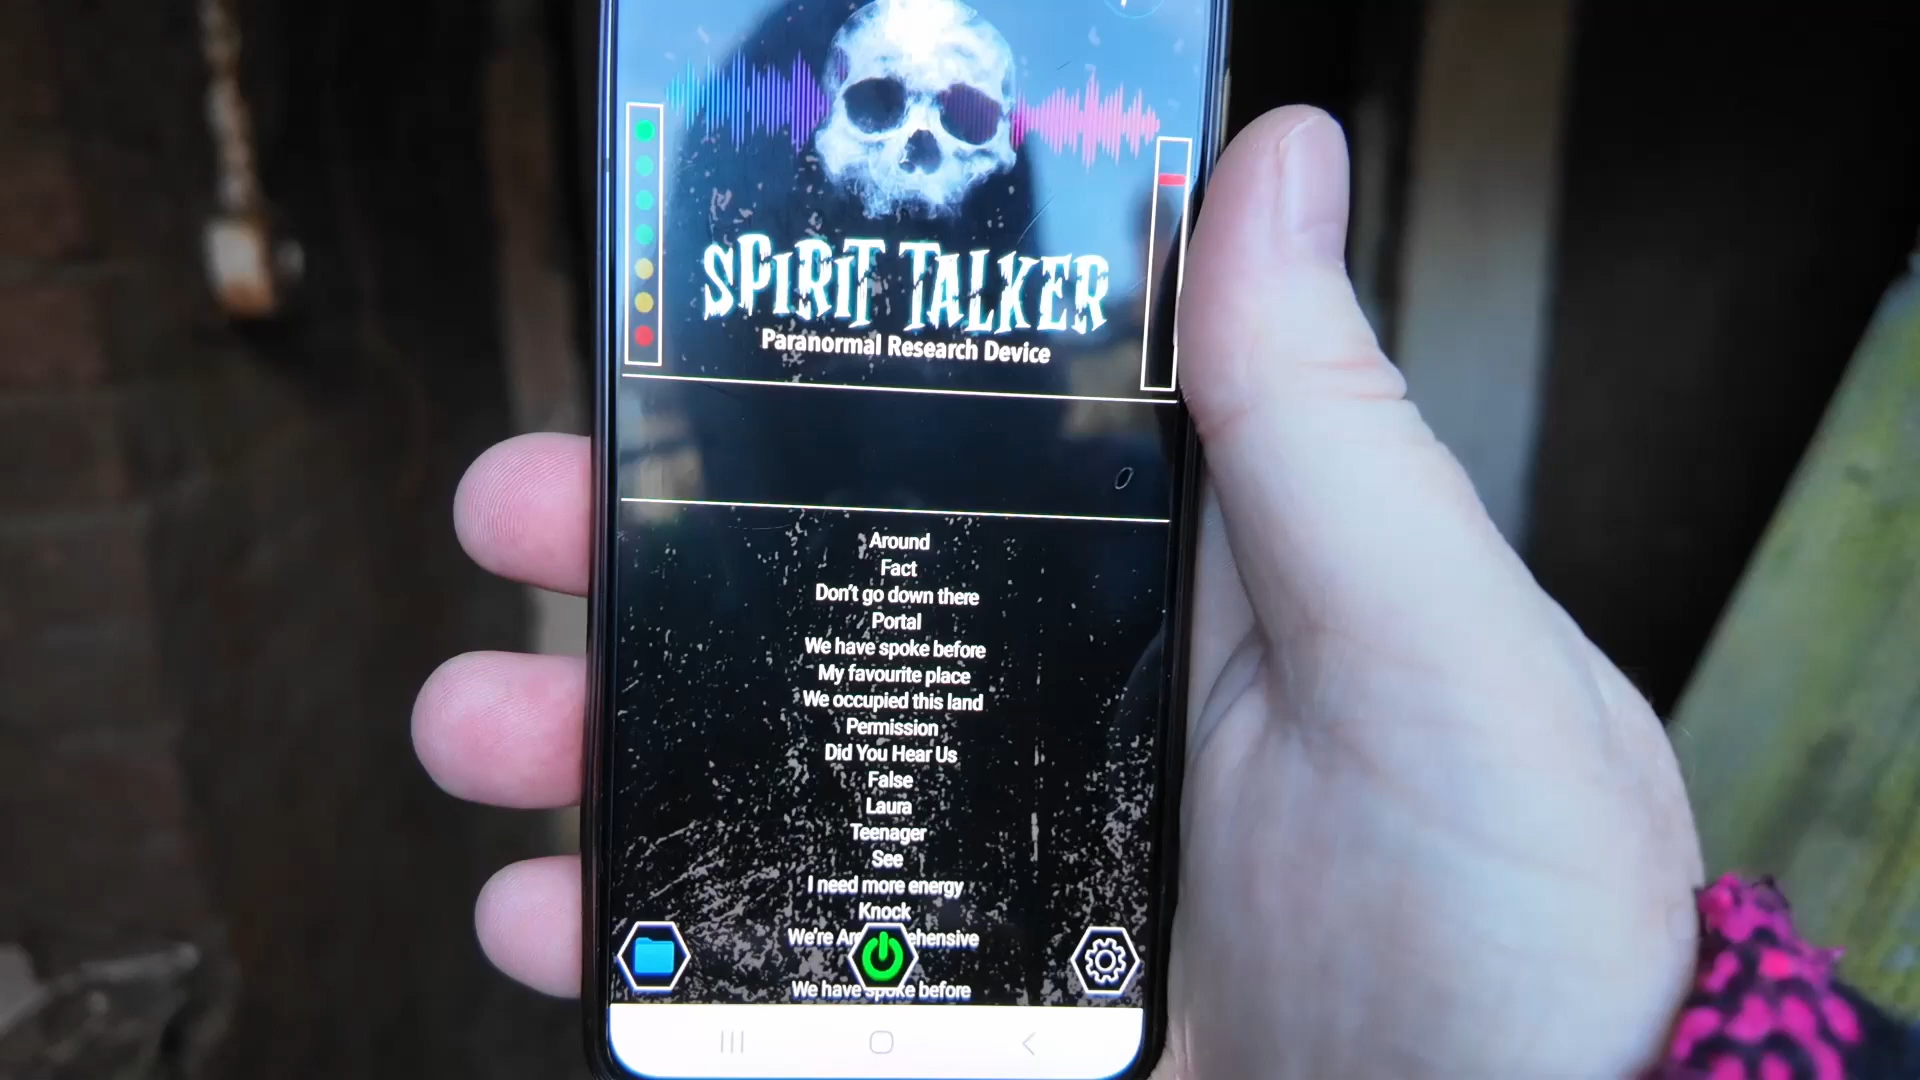 SPIRIT TALKER
Paranormal Research Device
Around
Fact
Don't go down there
Portal
We have spoke before
My favourite place
We occupied this land
Permission
Did You Hear Us
False
Laura
Teenager
See
I need more energy
Knock
We're
We have spoke before